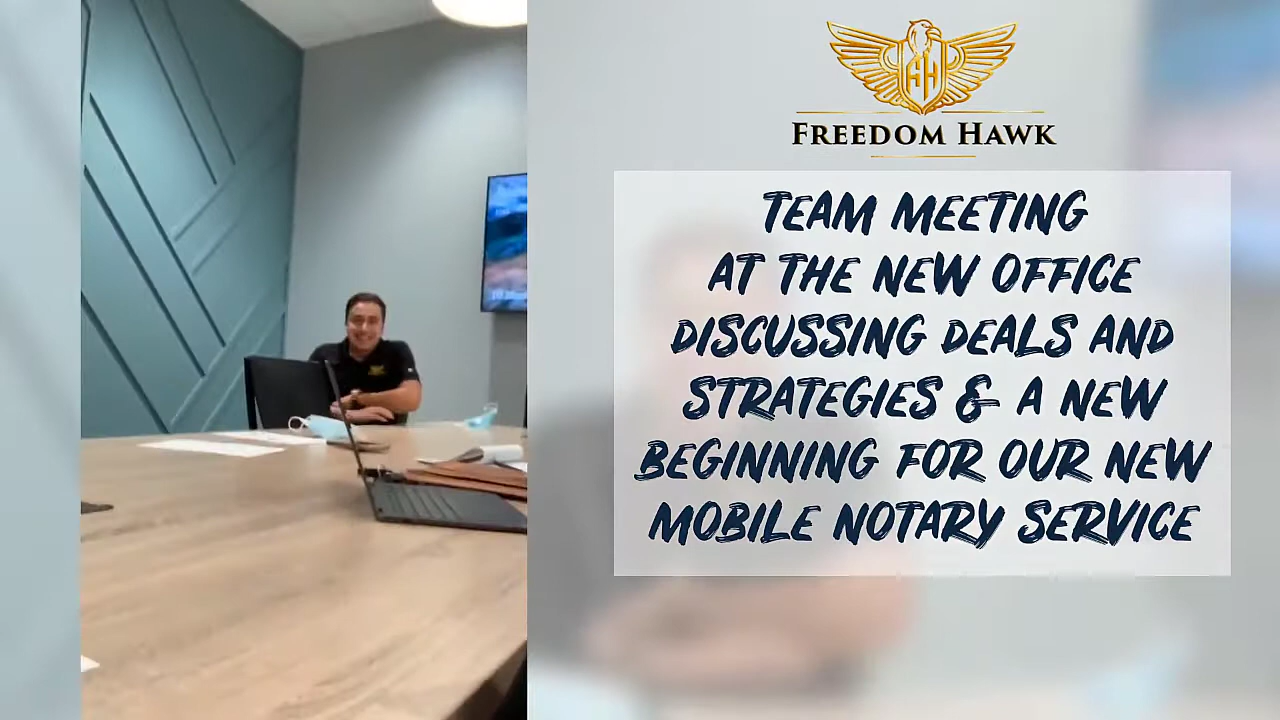 FH
FREEDOM HAWK
TEAM MEETING
AT THE NEW OFFICE
DISCUSSING DEALS AND
STRATEGIES & A NEW
BEGINNING FOR OUR NEW
MOBILE NOTARY SERVICE